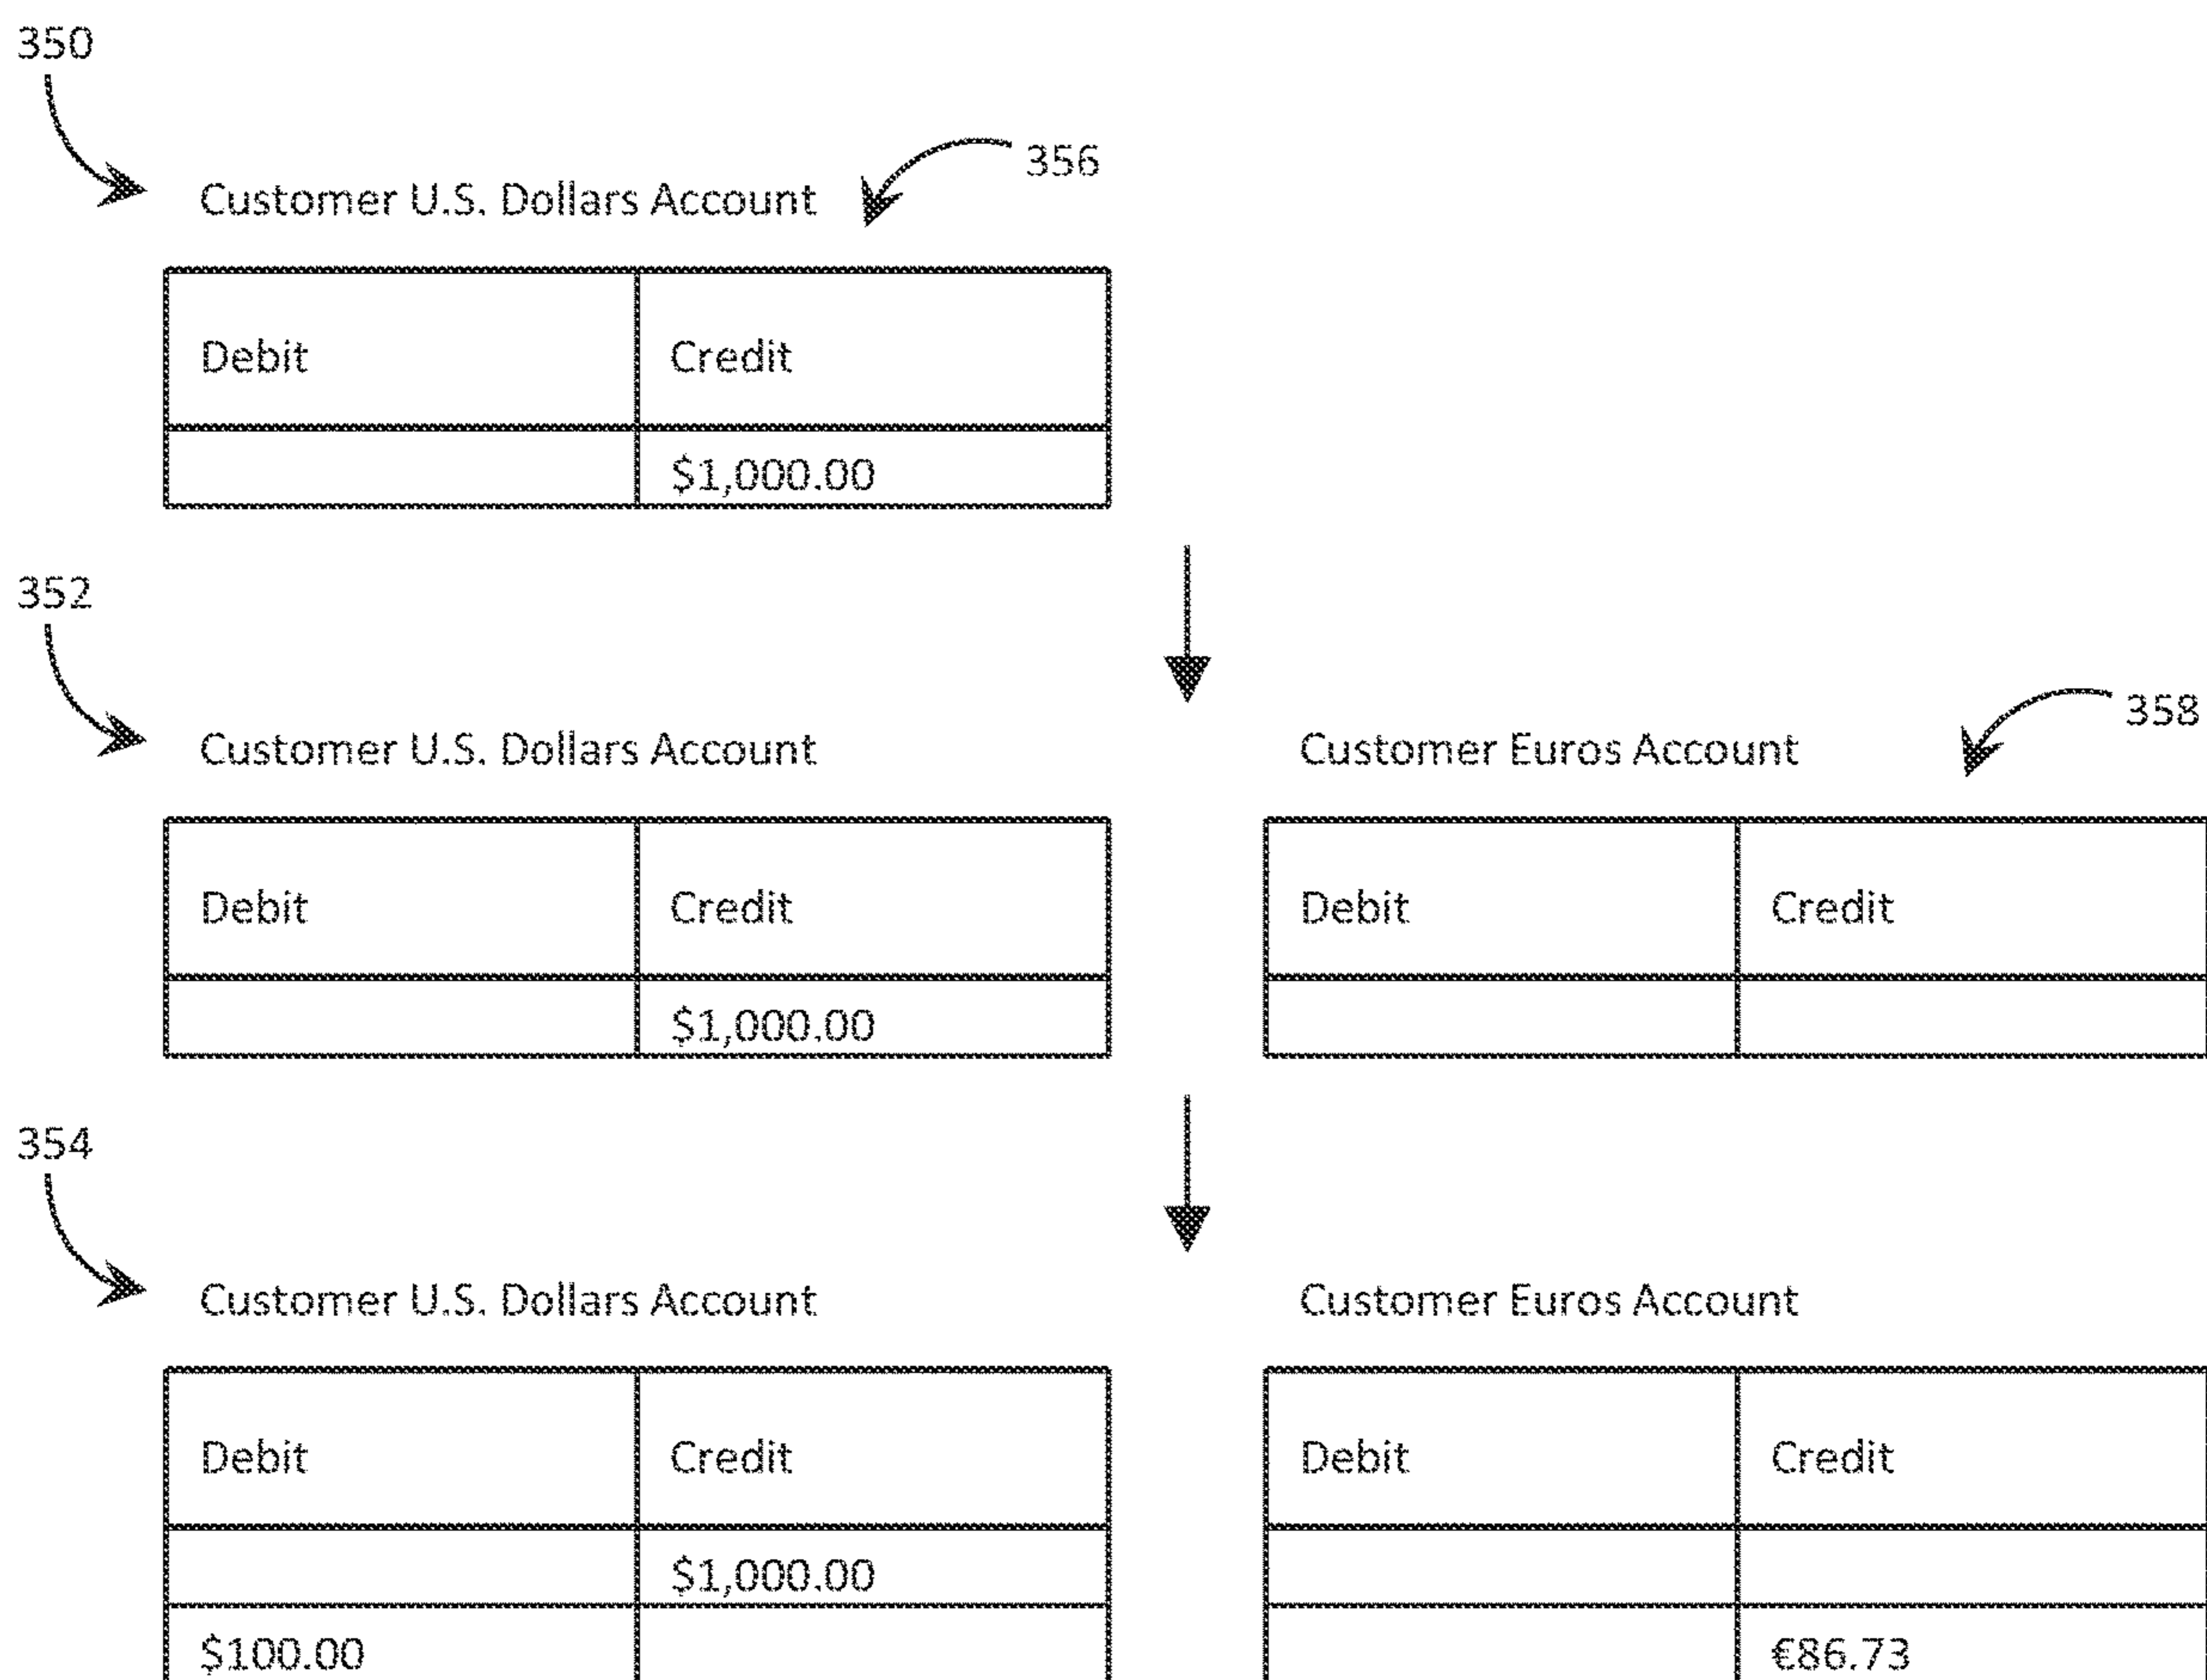 350
356
Customer U.S. Dollars Account
Debit Credit
$1,000.00
352
358
Customer U.S. Dollars Account Customer Euros Account
Debit Credit Debit Credit
$1,000.00
354
Customer U.S. Dollars Account Customer Euros Account
Debit Credit Debit Credit
$1,000.00
$100.00 €86.73